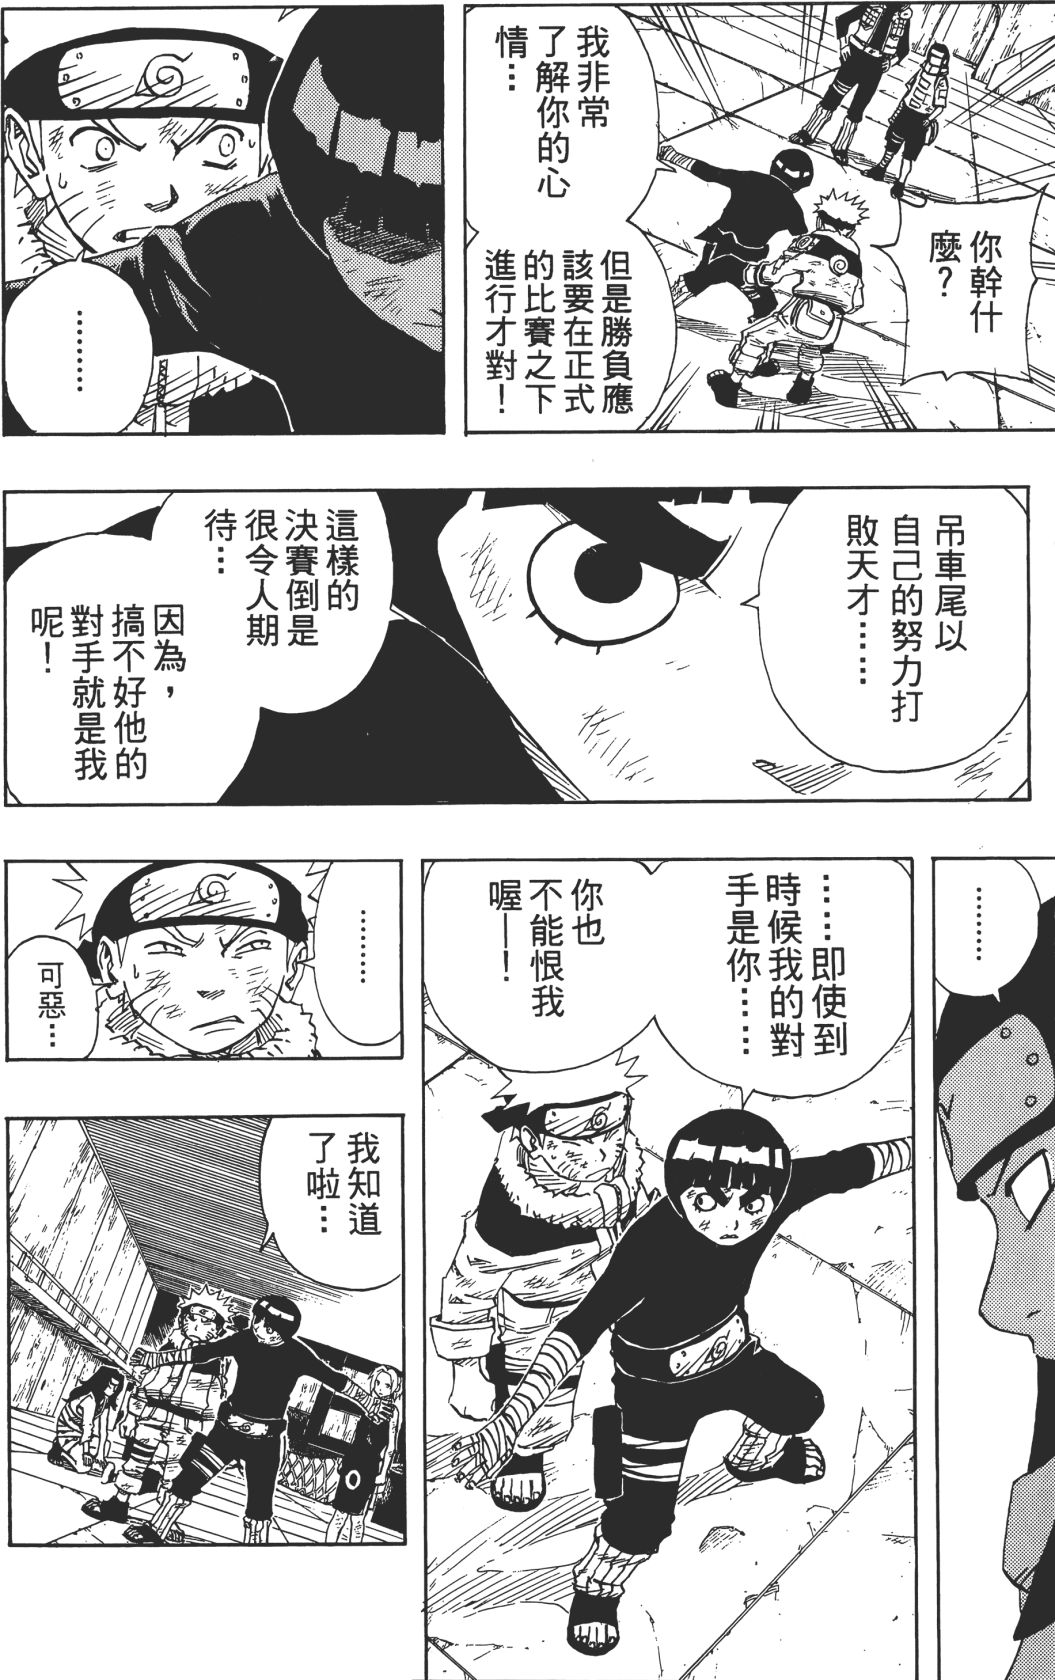 你幹什
麼？
我非常
了解你的心
情…
但是勝負應
該要在正式
的比賽之下
進行才對！
………
吊車尾以
自己的努力打
敗天才……
這樣的
決賽倒是
很令人期
待…
因為，
搞不好他的
對手就是我
呢！
………
……即使到
時候我的對
手是你……
你也
不能恨我
喔—！
………
可惡…
我知道
了啦…